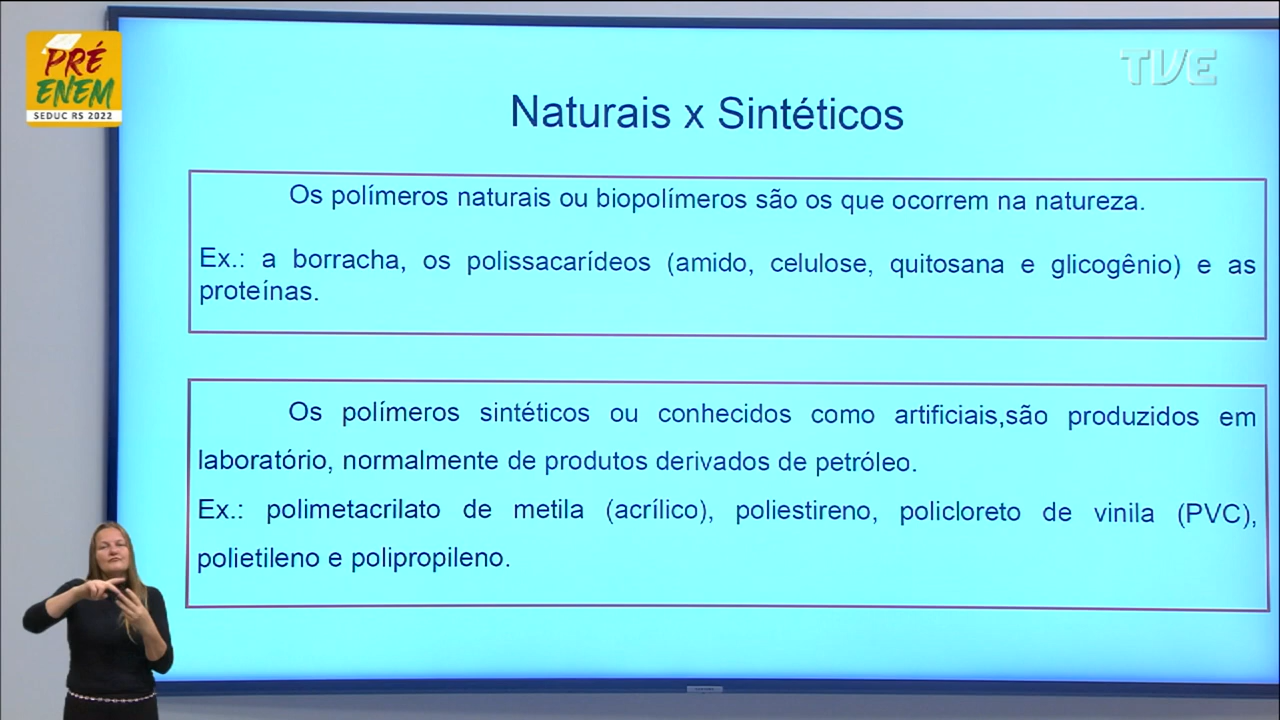 PRÉ
ENEM
SEDUC RS 2022
TVE
Naturais x Sintéticos
Os polímeros naturais ou biopolímeros são os que ocorrem na natureza.
Ex.: a borracha, os polissacarídeos (amido, celulose, quitosana e glicogênio) e as
proteínas.
Os polímeros sintéticos ou conhecidos como artificiais,são produzidos em
laboratório, normalmente de produtos derivados de petróleo.
Ex.: polimetacrilato de metila (acrílico), poliestireno, policloreto de vinila (PVC),
polietileno e polipropileno.